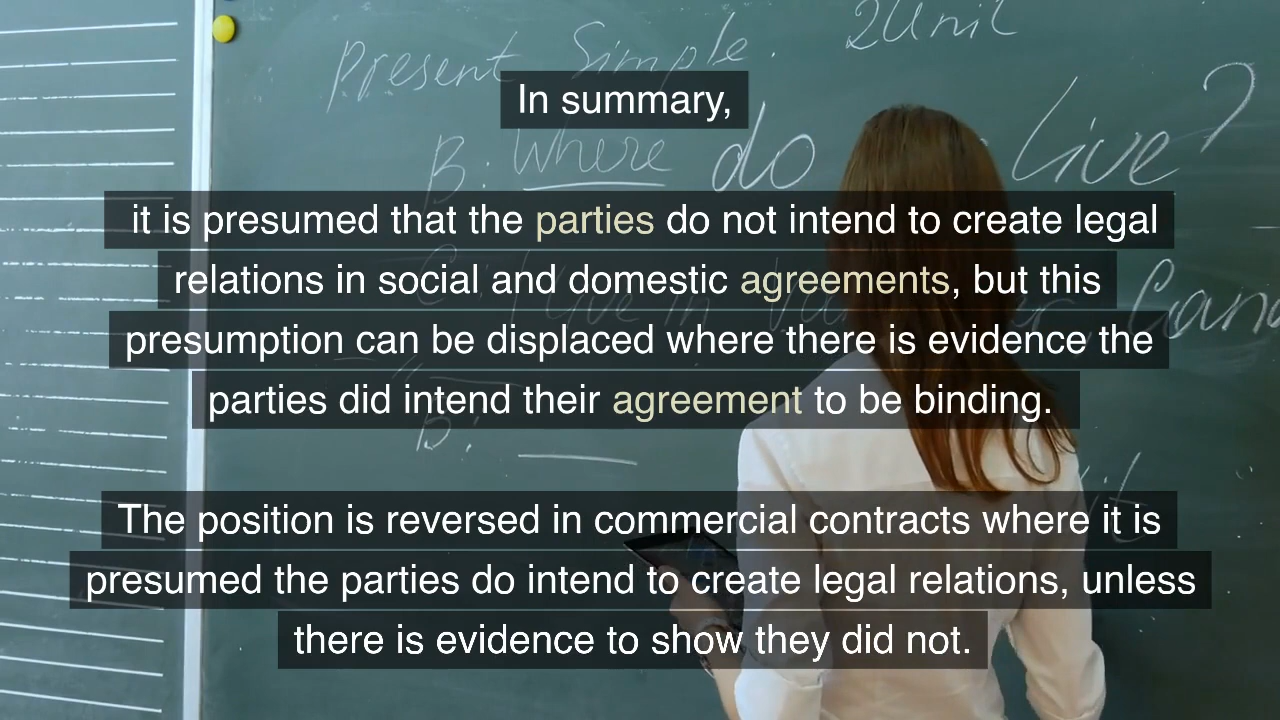 Present Simple. 2Unit
In summary,
B: Where do live?
it is presumed that the parties do not intend to create legal
relations in social and domestic agreements, but this
presumption can be displaced where there is evidence the
parties did intend their agreement to be binding.
B:
The position is reversed in commercial contracts where it is
presumed the parties do intend to create legal relations, unless
there is evidence to show they did not.